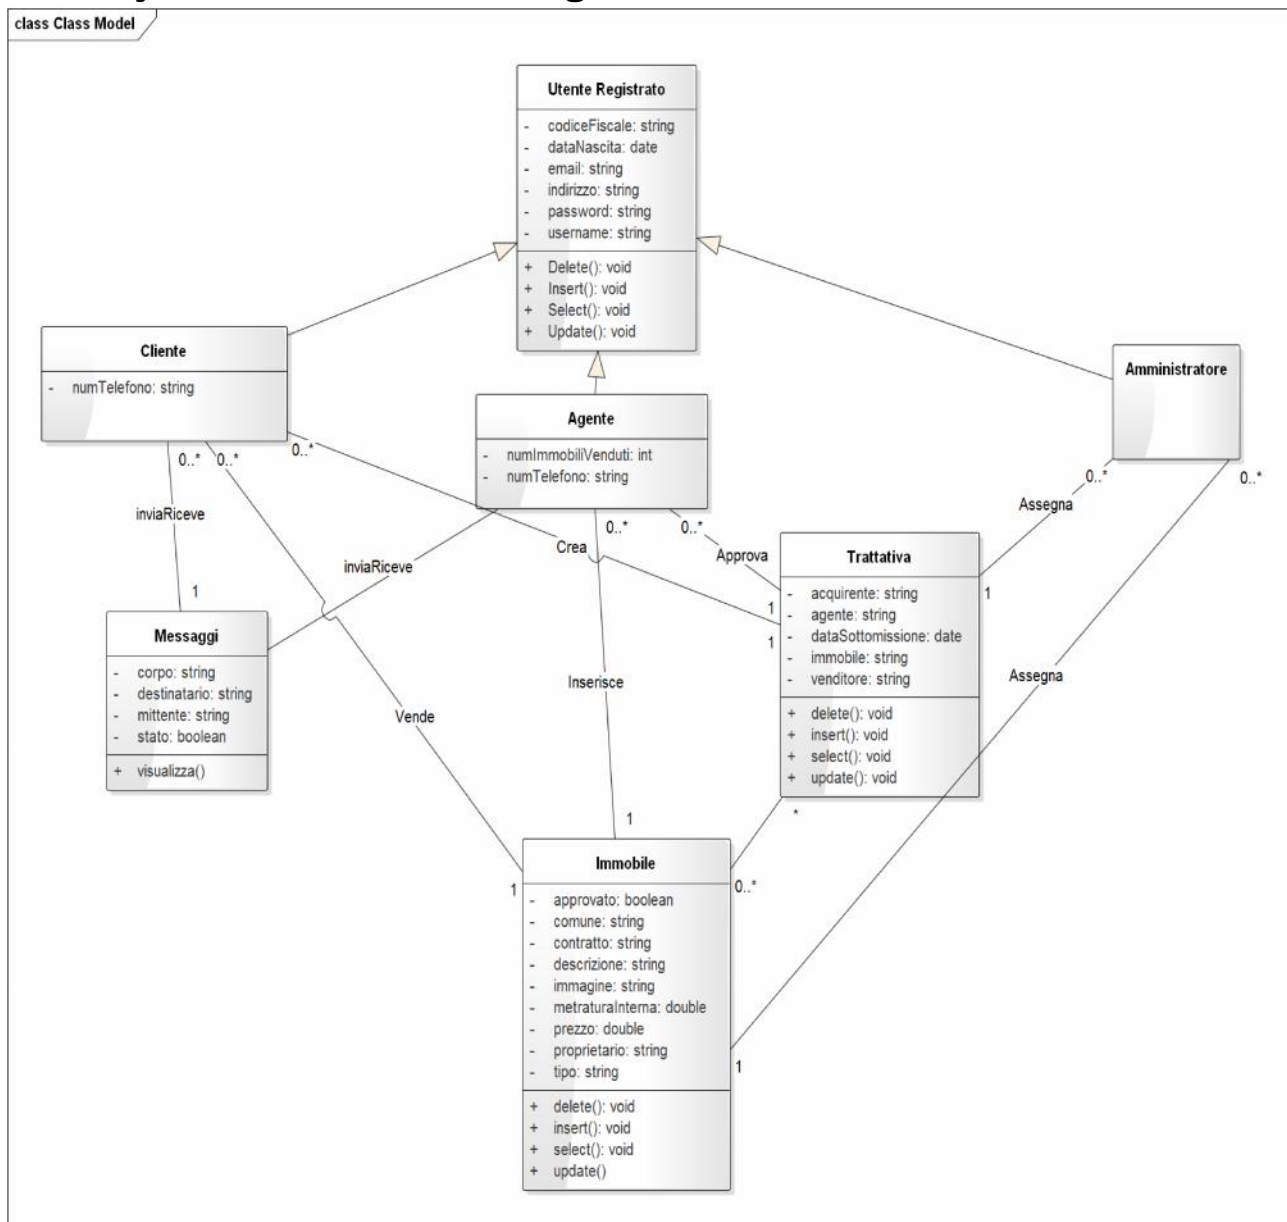 class Class Model
Utente Registrato
- codiceFiscale: string
- dataNascita: date
- email: string
- indirizzo: string
- password: string
- username: string
+ Delete(): void
+ Insert(): void
+ Select(): void
+ Update(): void
Cliente
- numTelefono: string
Agente
- numImmobiliVenduti: int
- numTelefono: string
Amministratore
0..*
0..*
0..*
0..*
0..*
0..*
0..*
inviaRiceve
inviaRiceve
Crea
Approva
Assegna
Trattativa
- acquirente: string
- agente: string
- dataSottomissione: date
- immobile: string
- venditore: string
+ delete(): void
+ insert(): void
+ select(): void
+ update(): void
1
1
1
1
Messaggi
- corpo: string
- destinatario: string
- mittente: string
- stato: boolean
+ visualizza()
Vende
Inserisce
Assegna
1
*
0..*
1
1
Immobile
- approvato: boolean
- comune: string
- contratto: string
- descrizione: string
- immagine: string
- metraturaInterna: double
- prezzo: double
- proprietario: string
- tipo: string
+ delete(): void
+ insert(): void
+ select(): void
+ update()